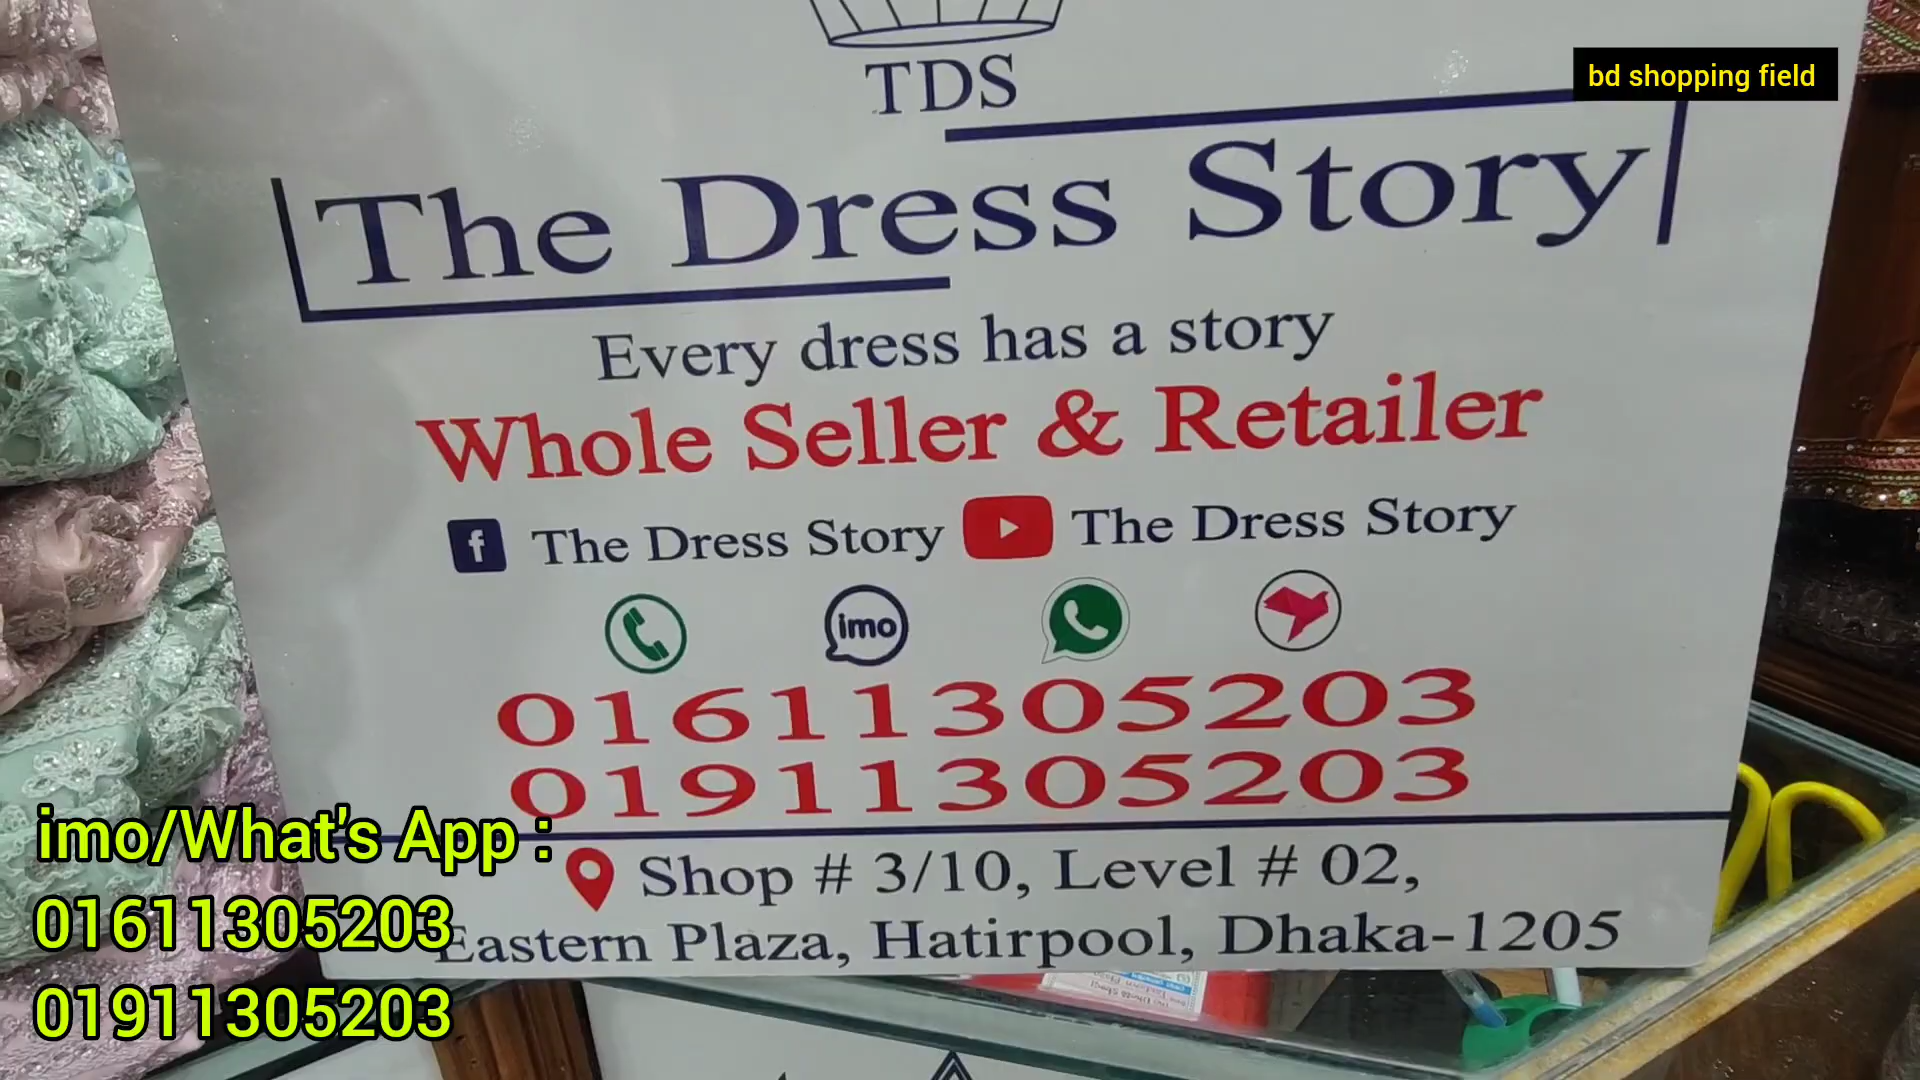 TDS
bd shopping field
The Dress Story
Every dress has a story
Whole Seller & Retailer
f The Dress Story The Dress Story
imo
01611305203
01911305203
Shop # 3/10, Level # 02,
Eastern Plaza, Hatirpool, Dhaka-1205
imo/What's App :
01611305203
01911305203